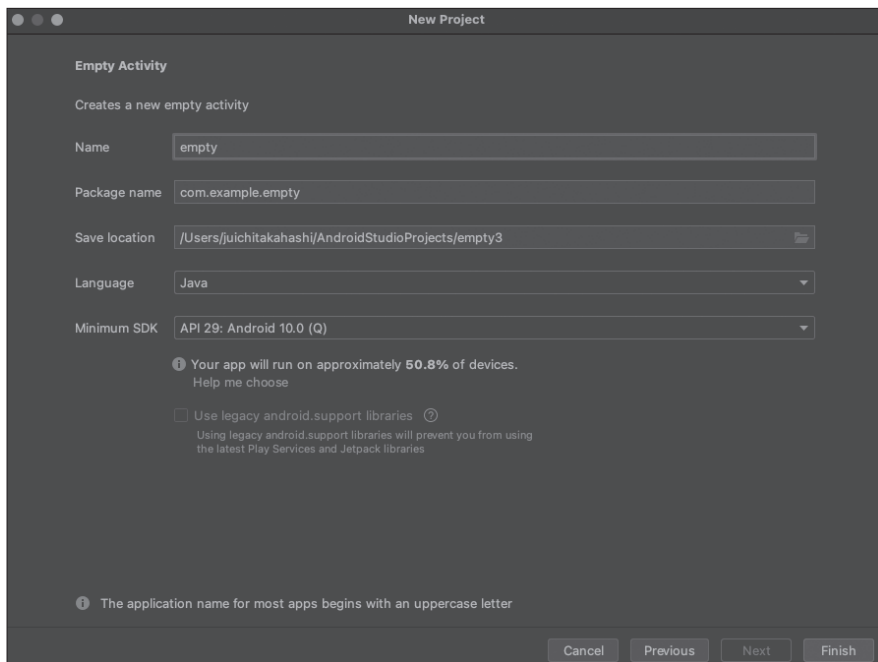 New Project
Empty Activity
Creates a new empty activity
Name empty
Package name com.example.empty
Save location /Users/juichitakahashi/AndroidStudioProjects/empty3
Language Java
Minimum SDK API 29: Android 10.0 (Q)
Your app will run on approximately 50.8% of devices.
Help me choose
Use legacy android.support libraries ?
Using legacy android.support libraries will prevent you from using
the latest Play Services and Jetpack libraries
The application name for most apps begins with an uppercase letter
Cancel Previous Next Finish